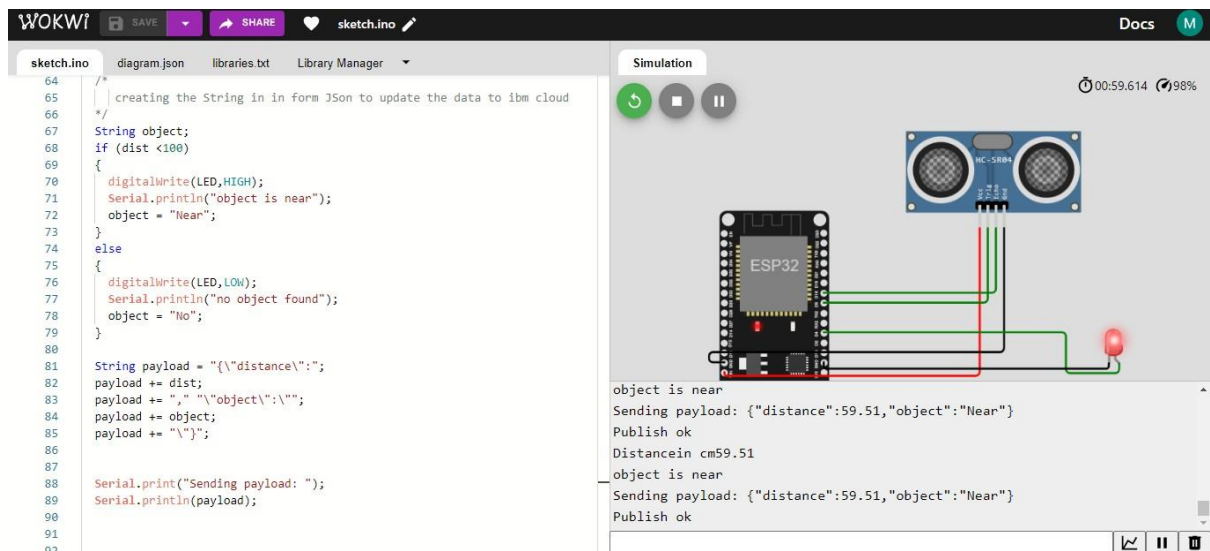 WOKWi SAVE SHARE sketch.ino Docs M
sketch.ino diagram.json libraries.txt Library Manager
64 /*
65 creating the String in in form JSon to update the data to ibm cloud
66 */
67 String object;
68 if (dist <100)
69 {
70 digitalWrite(LED,HIGH);
71 Serial.println("object is near");
72 object = "Near";
73 }
74 else
75 {
76 digitalWrite(LED,LOW);
77 Serial.println("no object found");
78 object = "No";
79 }
80
81 String payload = "{\"distance\":";
82 payload += dist;
83 payload += "," "\"object\":\"";
84 payload += object;
85 payload += "\"}";
86
87
88 Serial.print("Sending payload: ");
89 Serial.println(payload);
90
91
92
Simulation
00:59.614 98%
HC-SR04
Vcc
Trig
Echo
Gnd
ESP32
object is near
Sending payload: {"distance":59.51,"object":"Near"}
Publish ok
Distancein cm59.51
object is near
Sending payload: {"distance":59.51,"object":"Near"}
Publish ok